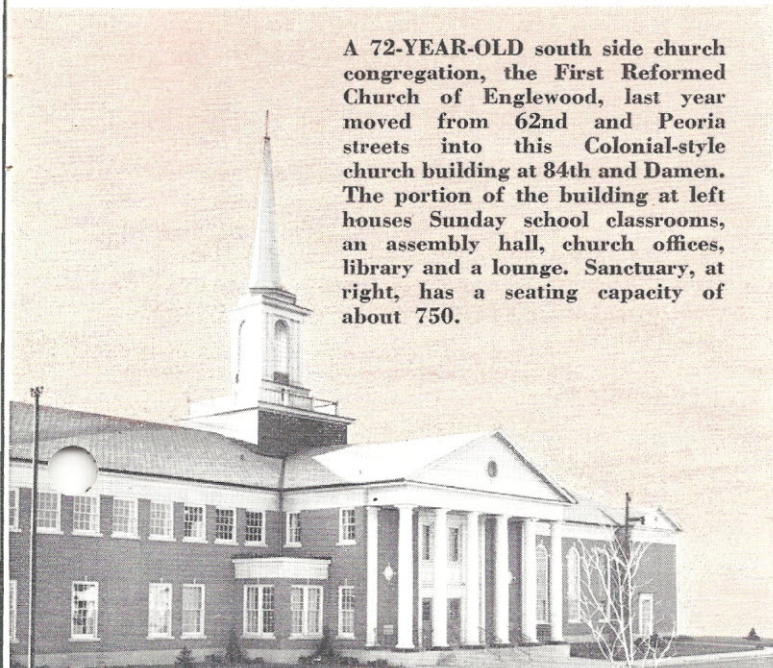 A 72-YEAR-OLD south side church
congregation, the First Reformed
Church of Englewood, last year
moved from 62nd and Peoria
streets into this Colonial-style
church building at 84th and Damen.
The portion of the building at left
houses Sunday school classrooms,
an assembly hall, church offices,
library and a lounge. Sanctuary, at
right, has a seating capacity of
about 750.